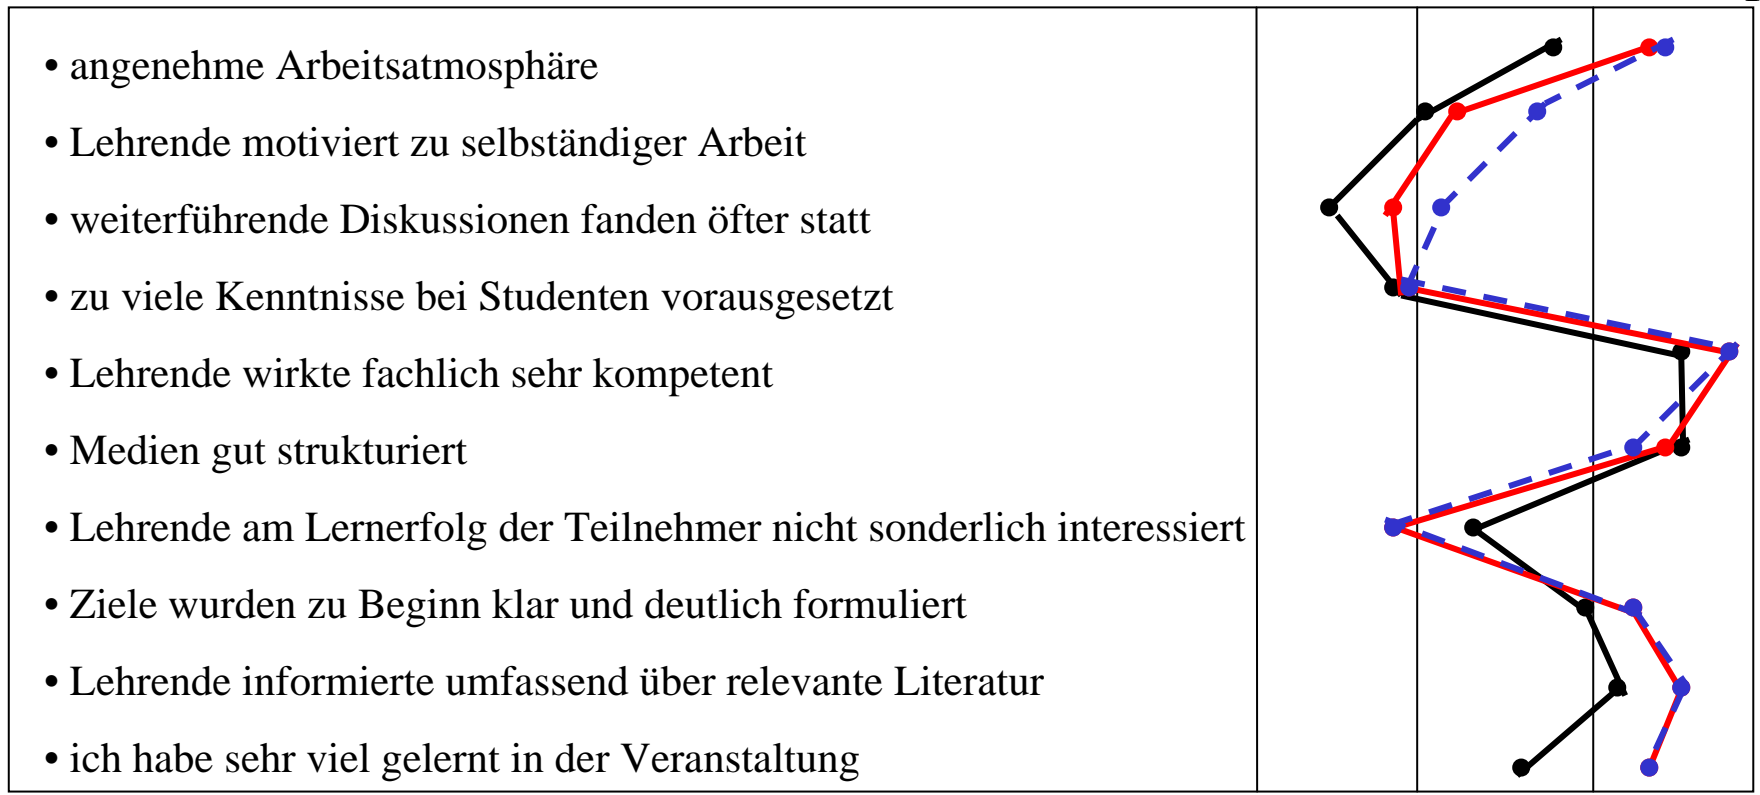 • angenehme Arbeitsatmosphäre
• Lehrende motiviert zu selbständiger Arbeit
• weiterführende Diskussionen fanden öfter statt
• zu viele Kenntnisse bei Studenten vorausgesetzt
• Lehrende wirkte fachlich sehr kompetent
• Medien gut strukturiert
• Lehrende am Lernerfolg der Teilnehmer nicht sonderlich interessiert
• Ziele wurden zu Beginn klar und deutlich formuliert
• Lehrende informierte umfassend über relevante Literatur
• ich habe sehr viel gelernt in der Veranstaltung